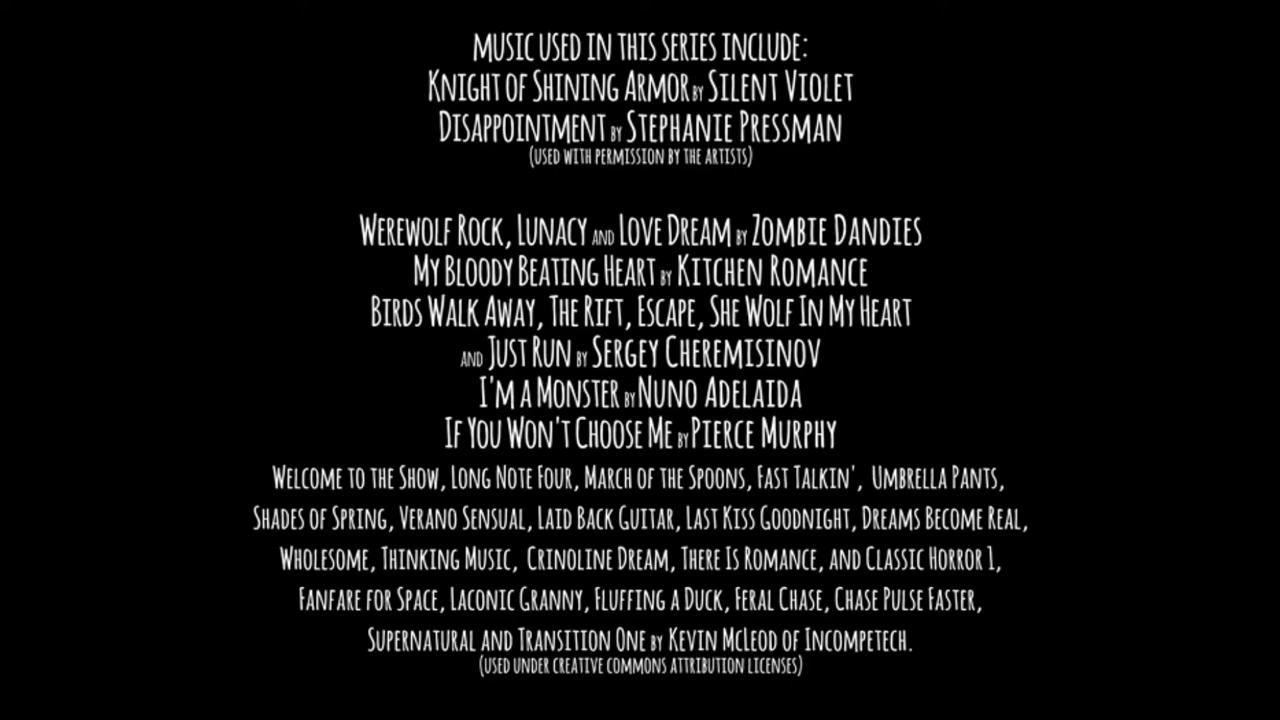 MUSIC USED IN THIS SERIES INCLUDE:
KNIGHT OF SHINING ARMOR BY SILENT VIOLET
DISAPPOINTMENT BY STEPHANIE PRESSMAN
(USED WITH PERMISSION BY THE ARTISTS)
WEREWOLF ROCK, LUNACY AND LOVE DREAM BY ZOMBIE DANDIES
MY BLOODY BEATING HEART BY KITCHEN ROMANCE
BIRDS WALK AWAY, THE RIFT, ESCAPE, SHE WOLF IN MY HEART
AND JUST RUN BY SERGEY CHEREMISINOV
I'M A MONSTER BY NUNO ADELAIDA
IF YOU WON'T CHOOSE ME BY PIERCE MURPHY
WELCOME TO THE SHOW, LONG NOTE FOUR, MARCH OF THE SPOONS, FAST TALKIN', UMBRELLA PANTS,
SHADES OF SPRING, VERANO SENSUAL, LAID BACK GUITAR, LAST KISS GOODNIGHT, DREAMS BECOME REAL,
WHOLESOME, THINKING MUSIC, CRINOLINE DREAM, THERE IS ROMANCE, AND CLASSIC HORROR 1,
FANFARE FOR SPACE, LACONIC GRANNY, FLUFFING A DUCK, FERAL CHASE, CHASE PULSE FASTER,
SUPERNATURAL AND TRANSITION ONE BY KEVIN MCLEOD OF INCOMPETECH.
(USED UNDER CREATIVE COMMONS ATTRIBUTION LICENSES)